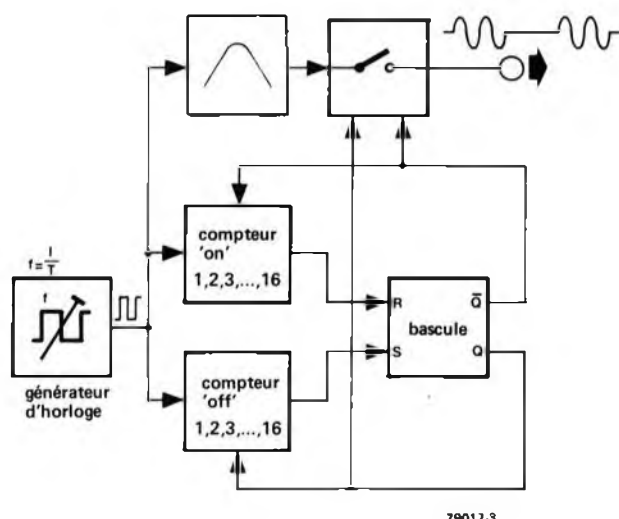 compteur
'on'
1,2,3,...,16
f = 1/T
f
générateur
d'horloge
R
Q̅
bascule
S
Q
compteur
'off'
1,2,3,...,16
79017-3